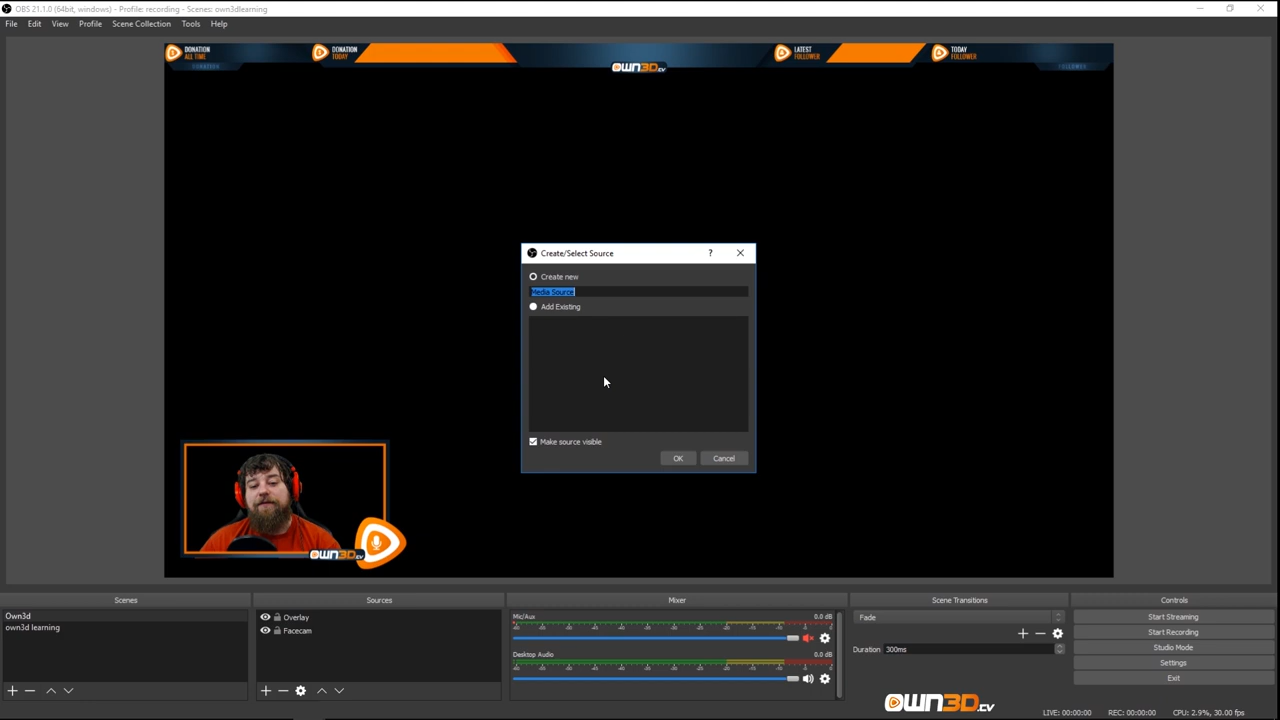 OBS 21.1.0 (64bit, windows) - Profile: recording - Scenes: own3dlearning
File Edit View Profile Scene Collection Tools Help
DONATION
ALL TIME
DONATION
TODAY
LATEST
FOLLOWER
TODAY
FOLLOWER
FOLLOWER
OWN3D.TV
Create/Select Source
?
Create new
Media Source
Add Existing
Make source visible
OK Cancel
OWN3D.TV
Scenes
Own3d
own3d learning
Sources
Overlay
Facecam
Mixer
Mic/Aux 0.0 dB
Desktop Audio 0.0 dB
Scene Transitions
Fade
Duration 300ms
Controls
Start Streaming
Start Recording
Studio Mode
Settings
Exit
OWN3D.TV
LIVE: 00:00:00 REC: 00:00:00 CPU: 2.9%, 30.00 fps